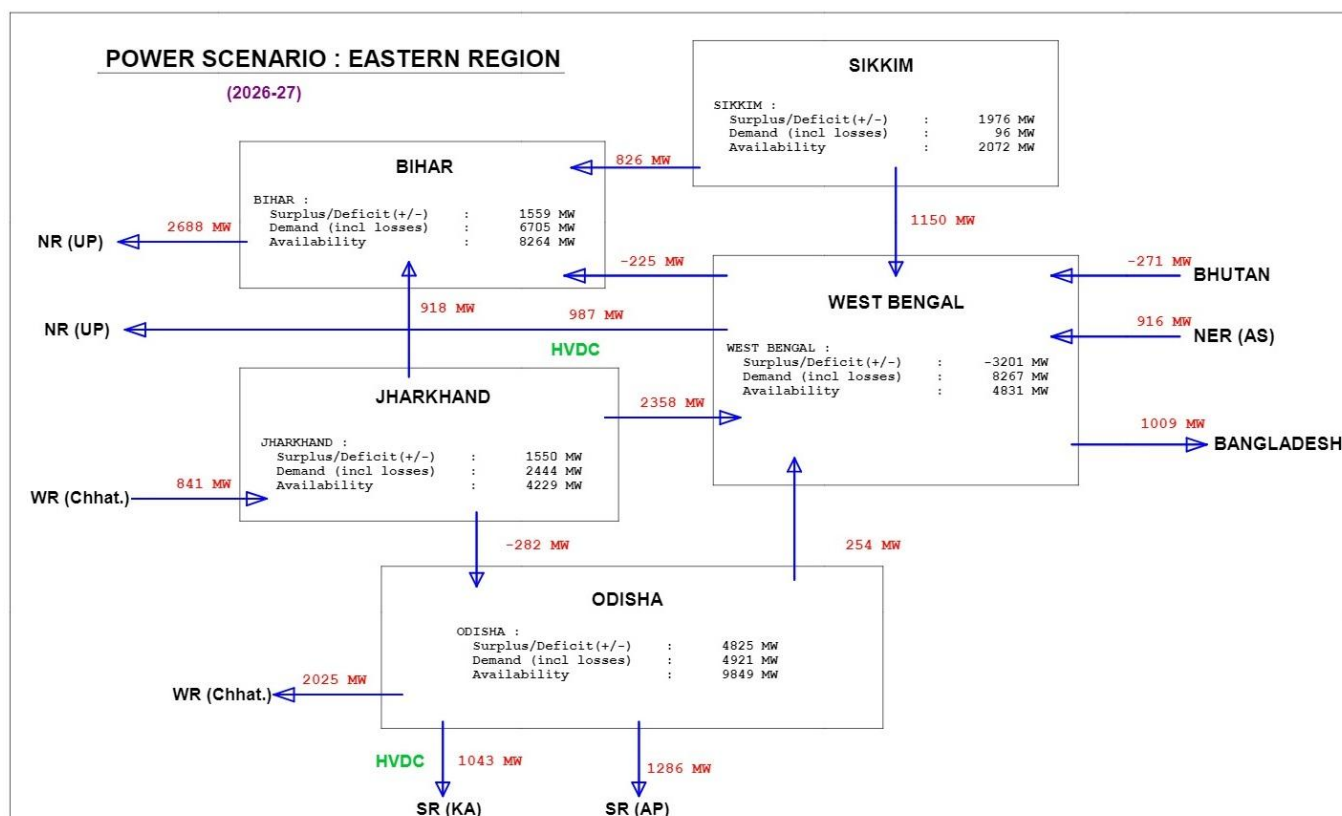 POWER SCENARIO : EASTERN REGION
(2026-27)
SIKKIM
SIKKIM :
Surplus/Deficit(+/-) : 1976 MW
Demand (incl losses) : 96 MW
Availability : 2072 MW
826 MW
1150 MW
BIHAR
BIHAR :
Surplus/Deficit(+/-) : 1559 MW
Demand (incl losses) : 6705 MW
Availability : 8264 MW
2688 MW
NR (UP)
-225 MW
918 MW
987 MW
NR (UP)
HVDC
-271 MW
BHUTAN
916 MW
NER (AS)
WEST BENGAL
WEST BENGAL :
Surplus/Deficit(+/-) : -3201 MW
Demand (incl losses) : 8267 MW
Availability : 4831 MW
1009 MW
BANGLADESH
JHARKHAND
JHARKHAND :
Surplus/Deficit(+/-) : 1550 MW
Demand (incl losses) : 2444 MW
Availability : 4229 MW
2358 MW
841 MW
WR (Chhat.)
-282 MW
254 MW
ODISHA
ODISHA :
Surplus/Deficit(+/-) : 4825 MW
Demand (incl losses) : 4921 MW
Availability : 9849 MW
2025 MW
WR (Chhat.)
HVDC
1043 MW
1286 MW
SR (KA)
SR (AP)